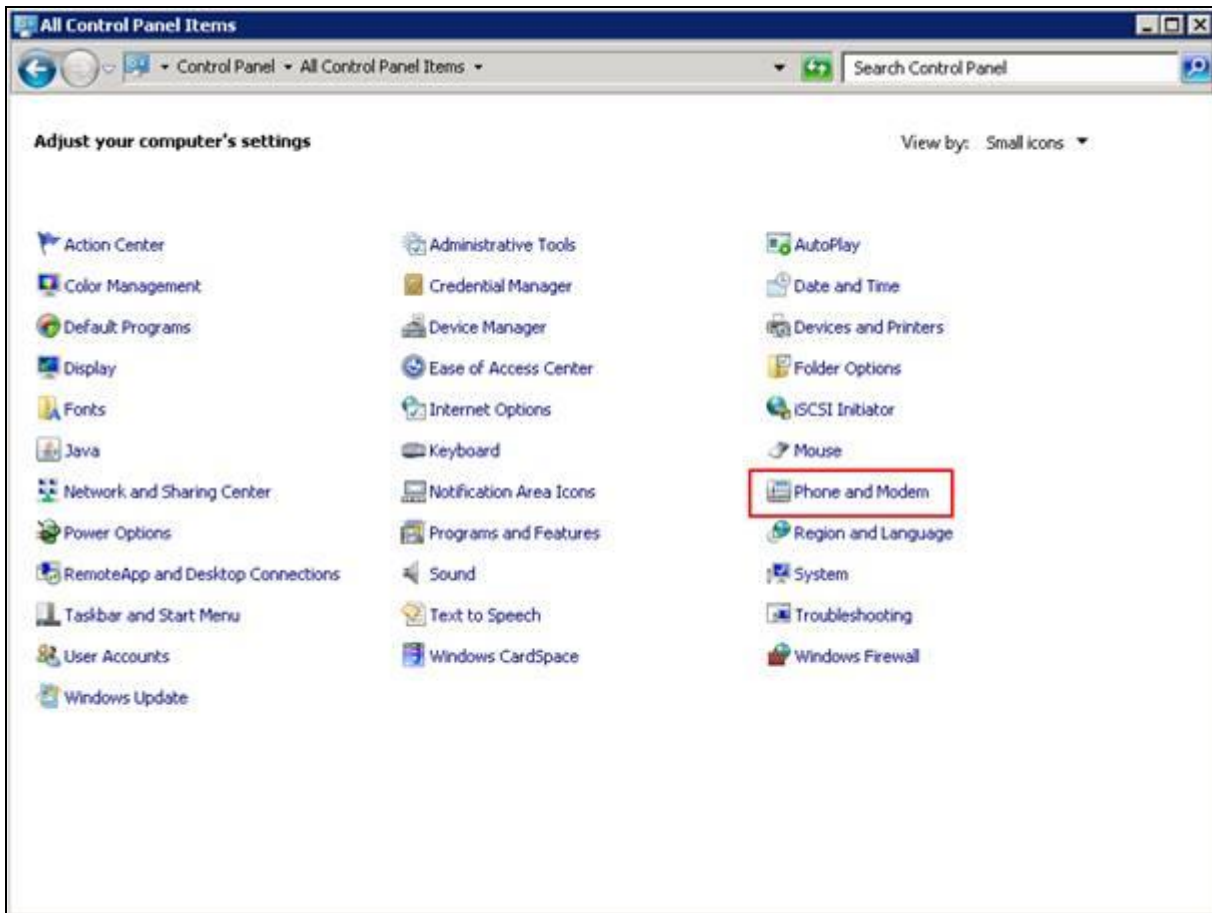 All Control Panel Items
Control Panel All Control Panel Items Search Control Panel
Adjust your computer's settings View by: Small icons
Action Center Administrative Tools AutoPlay
Color Management Credential Manager Date and Time
Default Programs Device Manager Devices and Printers
Display Ease of Access Center Folder Options
Fonts Internet Options iSCSI Initiator
Java Keyboard Mouse
Network and Sharing Center Notification Area Icons Phone and Modem
Power Options Programs and Features Region and Language
RemoteApp and Desktop Connections Sound System
Taskbar and Start Menu Text to Speech Troubleshooting
User Accounts Windows CardSpace Windows Firewall
Windows Update